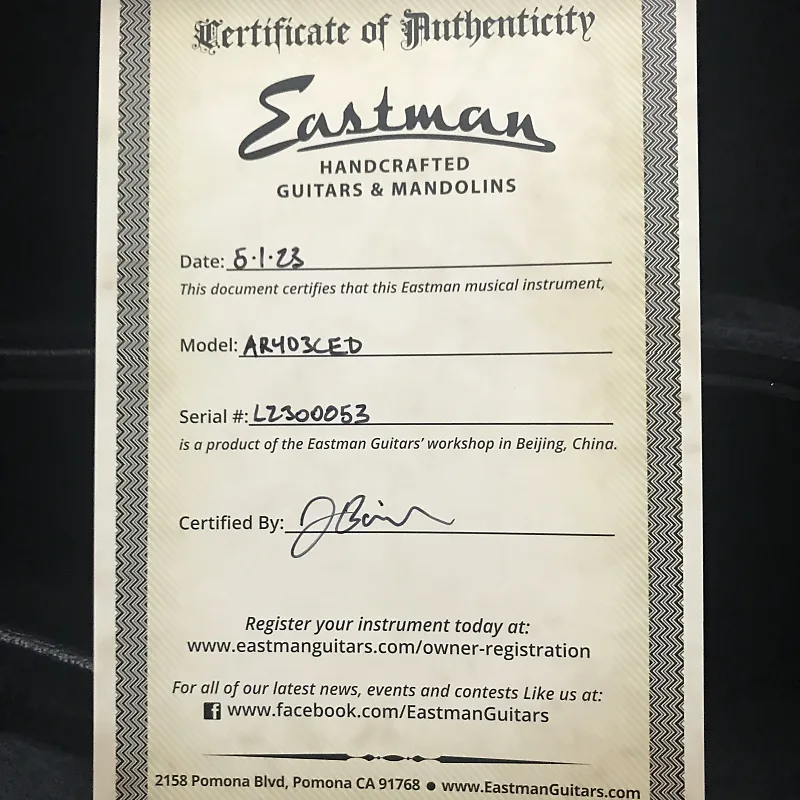 Certificate of Authenticity
Eastman
HANDCRAFTED
GUITARS & MANDOLINS
Date: 5·1·23
This document certifies that this Eastman musical instrument,
Model: AR403CED
Serial #: L2300053
is a product of the Eastman Guitars' workshop in Beijing, China.
Certified By:
Register your instrument today at:
www.eastmanguitars.com/owner-registration
For all of our latest news, events and contests Like us at:
f www.facebook.com/EastmanGuitars
2158 Pomona Blvd, Pomona CA 91768 ● www.EastmanGuitars.com